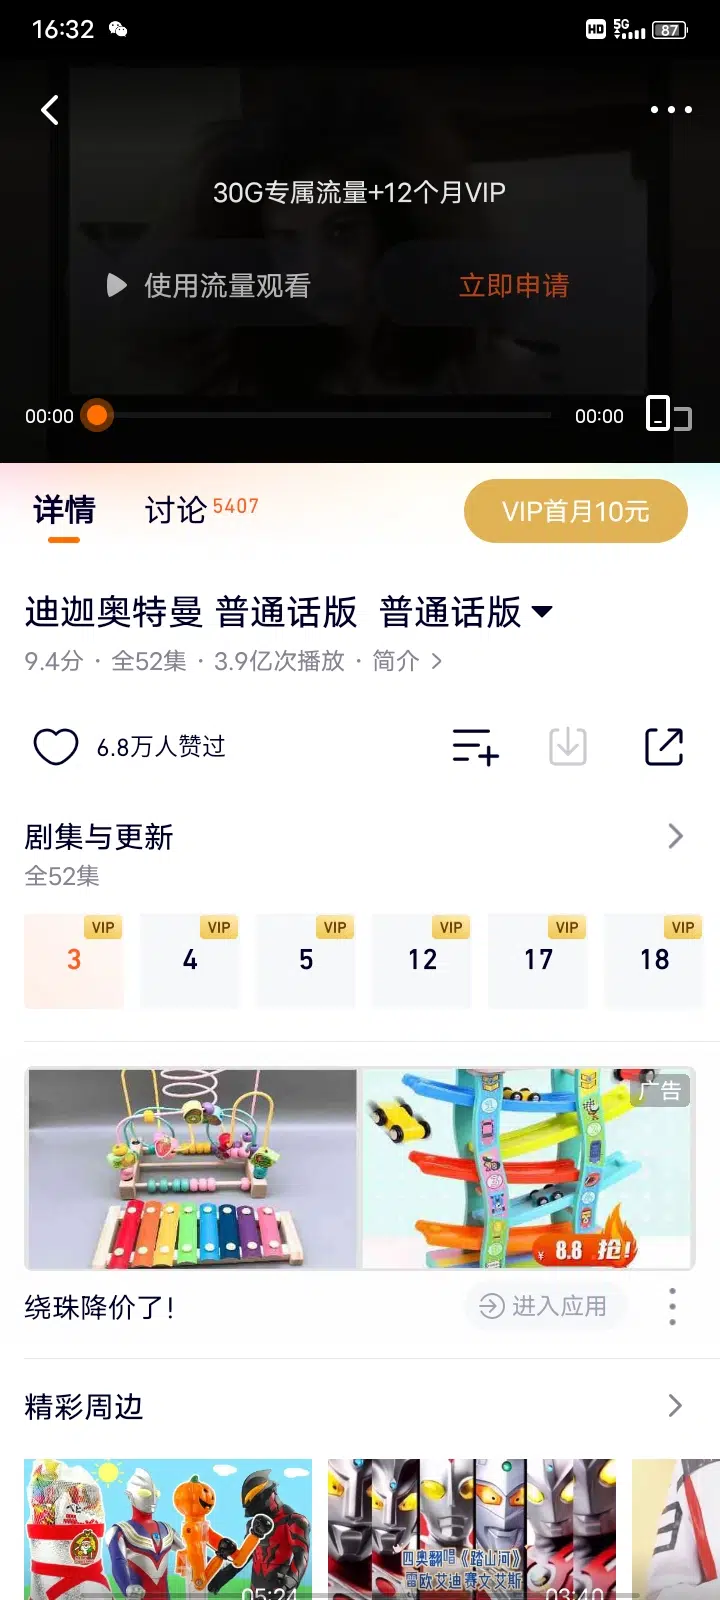 16:32
HD 5G 87
30G专属流量+12个月VIP
使用流量观看
立即申请
00:00
00:00
详情
讨论 5407
VIP首月10元
迪迦奥特曼 普通话版 普通话版
9.4分 · 全52集 · 3.9亿次播放 · 简介
6.8万人赞过
剧集与更新
全52集
VIP VIP VIP VIP VIP VIP
3 4 5 12 17 18
广告
¥ 8.8 抢!
绕珠降价了!
进入应用
精彩周边
四奥翻唱《踏山河》
雷欧艾迪赛文艾斯
05:24
03:40